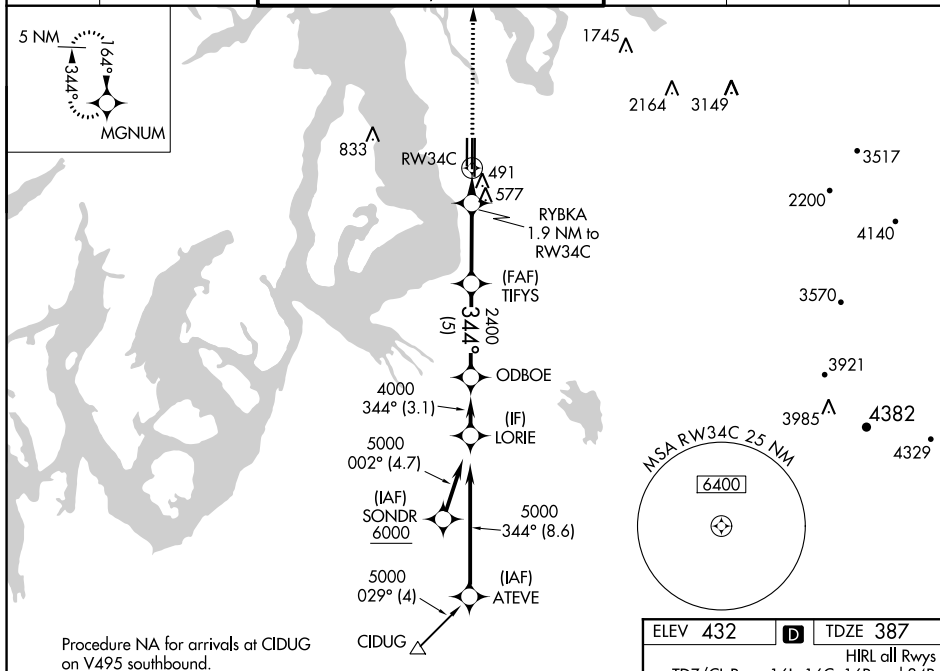 5 NM
164°
344°
MGNUM
1745
2164
3149
833
RW34C
491
577
3517
2200
4140
RYBKA
1.9 NM to
RW34C
(FAF)
TIFYS
3570
2400
344°
(5)
ODBOE
3921
4000
344° (3.1)
3985
4382
(IF)
LORIE
4329
5000
002° (4.7)
MSA RW34C 25 NM
6400
(IAF)
SONDR
6000
5000
344° (8.6)
5000
029° (4)
(IAF)
ATEVE
CIDUG
Procedure NA for arrivals at CIDUG
on V495 southbound.
ELEV 432
D
TDZE 387
HIRL all Rwys